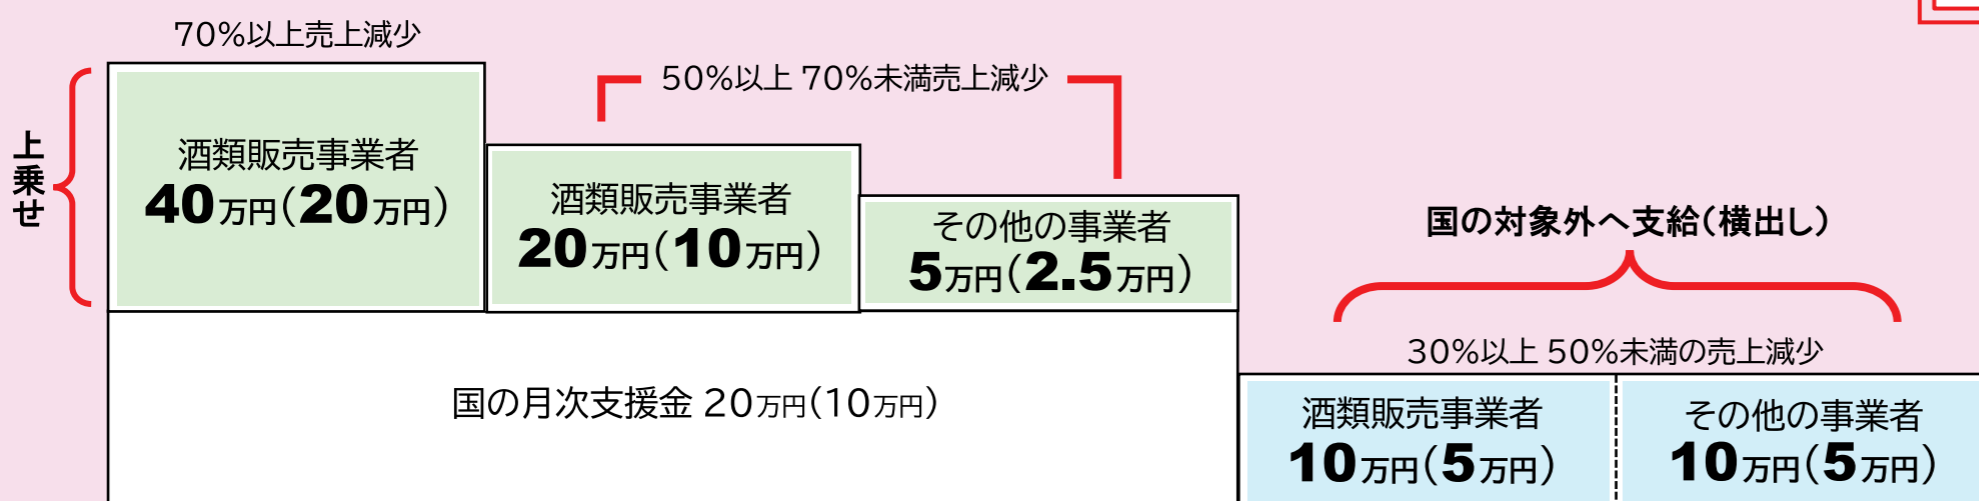 70%以上売上減少
50%以上 70%未満売上減少
上乗せ
酒類販売事業者
40万円(20万円)
酒類販売事業者
20万円(10万円)
その他の事業者
5万円(2.5万円)
国の対象外へ支給(横出し)
30%以上 50%未満の売上減少
国の月次支援金 20万円(10万円)
酒類販売事業者
10万円(5万円)
その他の事業者
10万円(5万円)